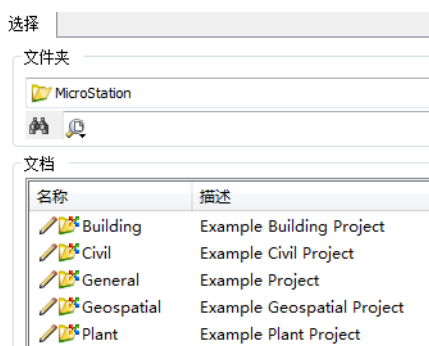 选择
文件夹
MicroStation
文档
名称 描述
Building Example Building Project
Civil Example Civil Project
General Example Project
Geospatial Example Geospatial Project
Plant Example Plant Project